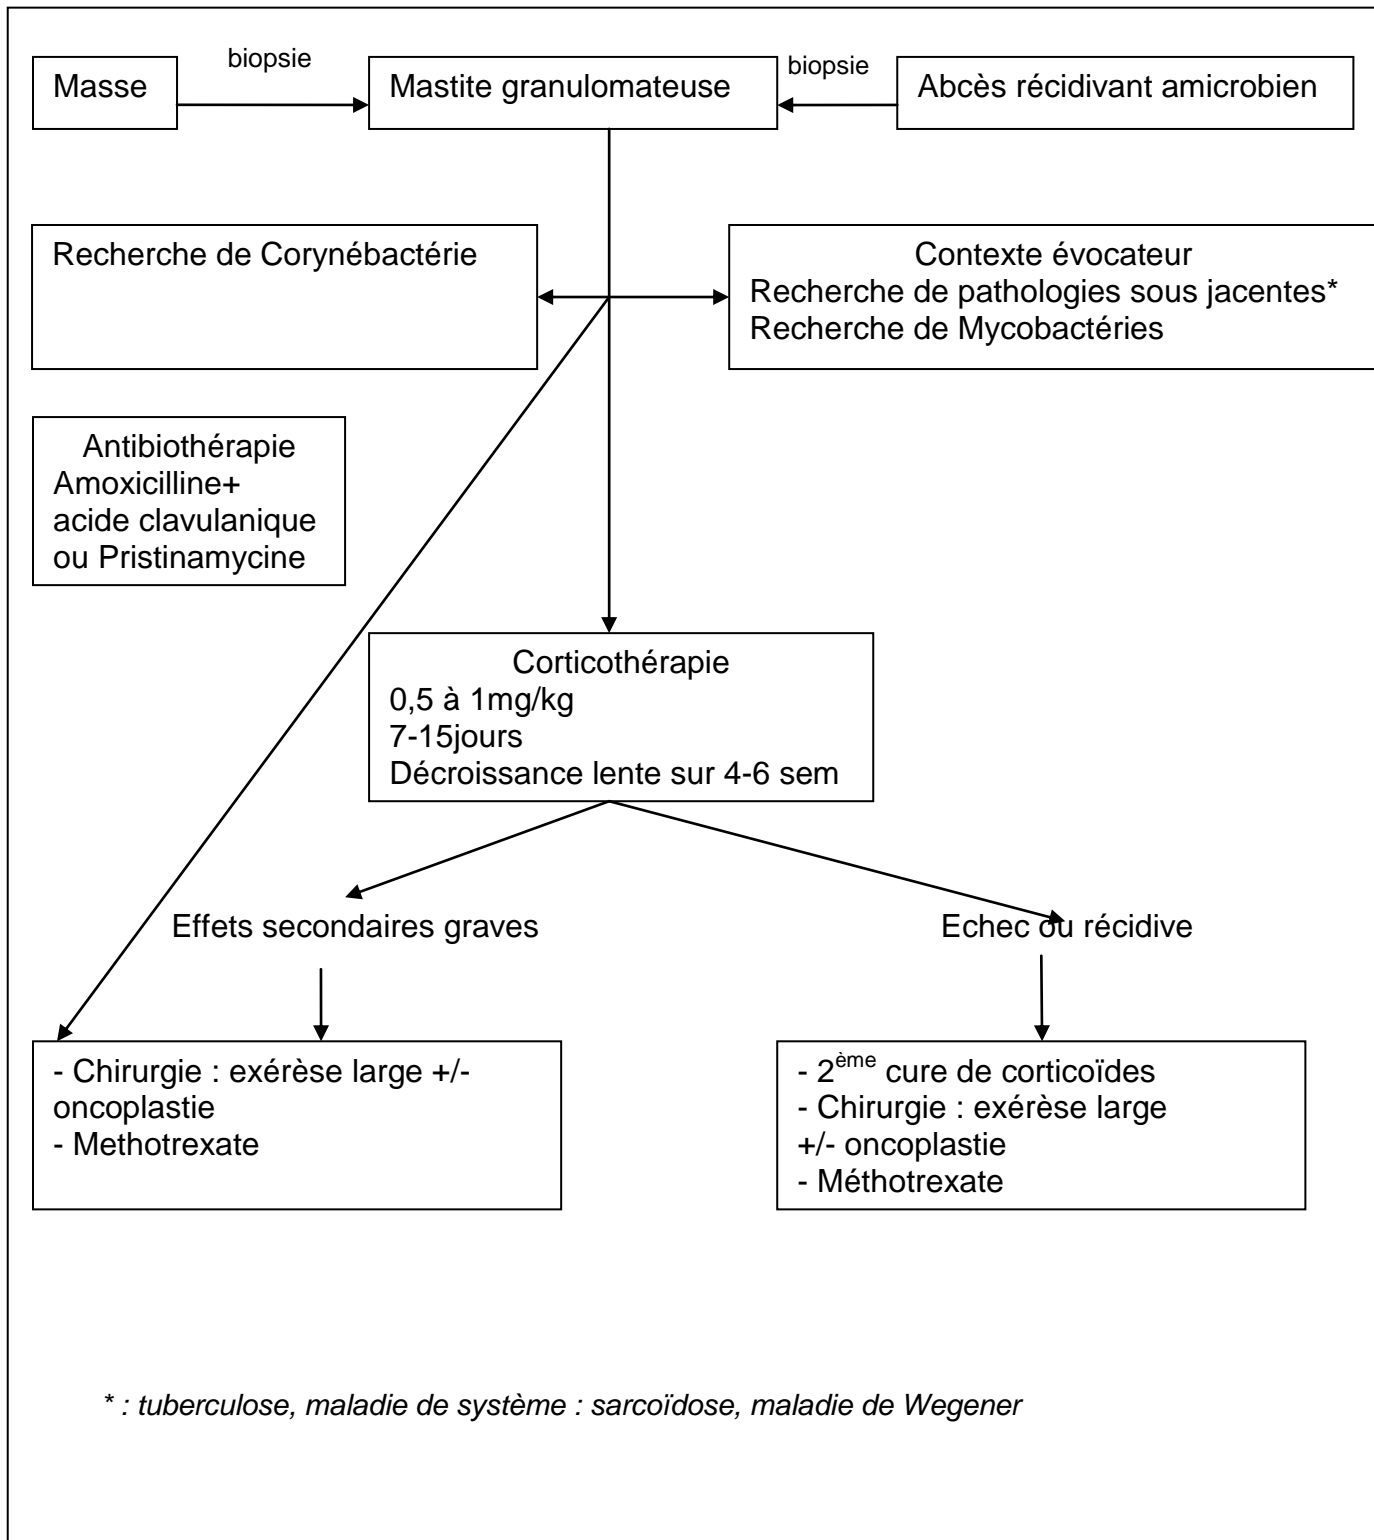 biopsie
biopsie
Masse
Mastite granulomateuse
Abcès récidivant amicrobien
Recherche de Corynébactérie
Contexte évocateur
Recherche de pathologies sous jacentes*
Recherche de Mycobactéries
Antibiothérapie
Amoxicilline+
acide clavulanique
ou Pristinamycine
Corticothérapie
0,5 à 1mg/kg
7-15jours
Décroissance lente sur 4-6 sem
Effets secondaires graves
Echec ou récidive
- Chirurgie : exérèse large +/-
oncoplastie
- Methotrexate
- 2ème cure de corticoïdes
- Chirurgie : exérèse large
+/- oncoplastie
- Méthotrexate
* : tuberculose, maladie de système : sarcoïdose, maladie de Wegener